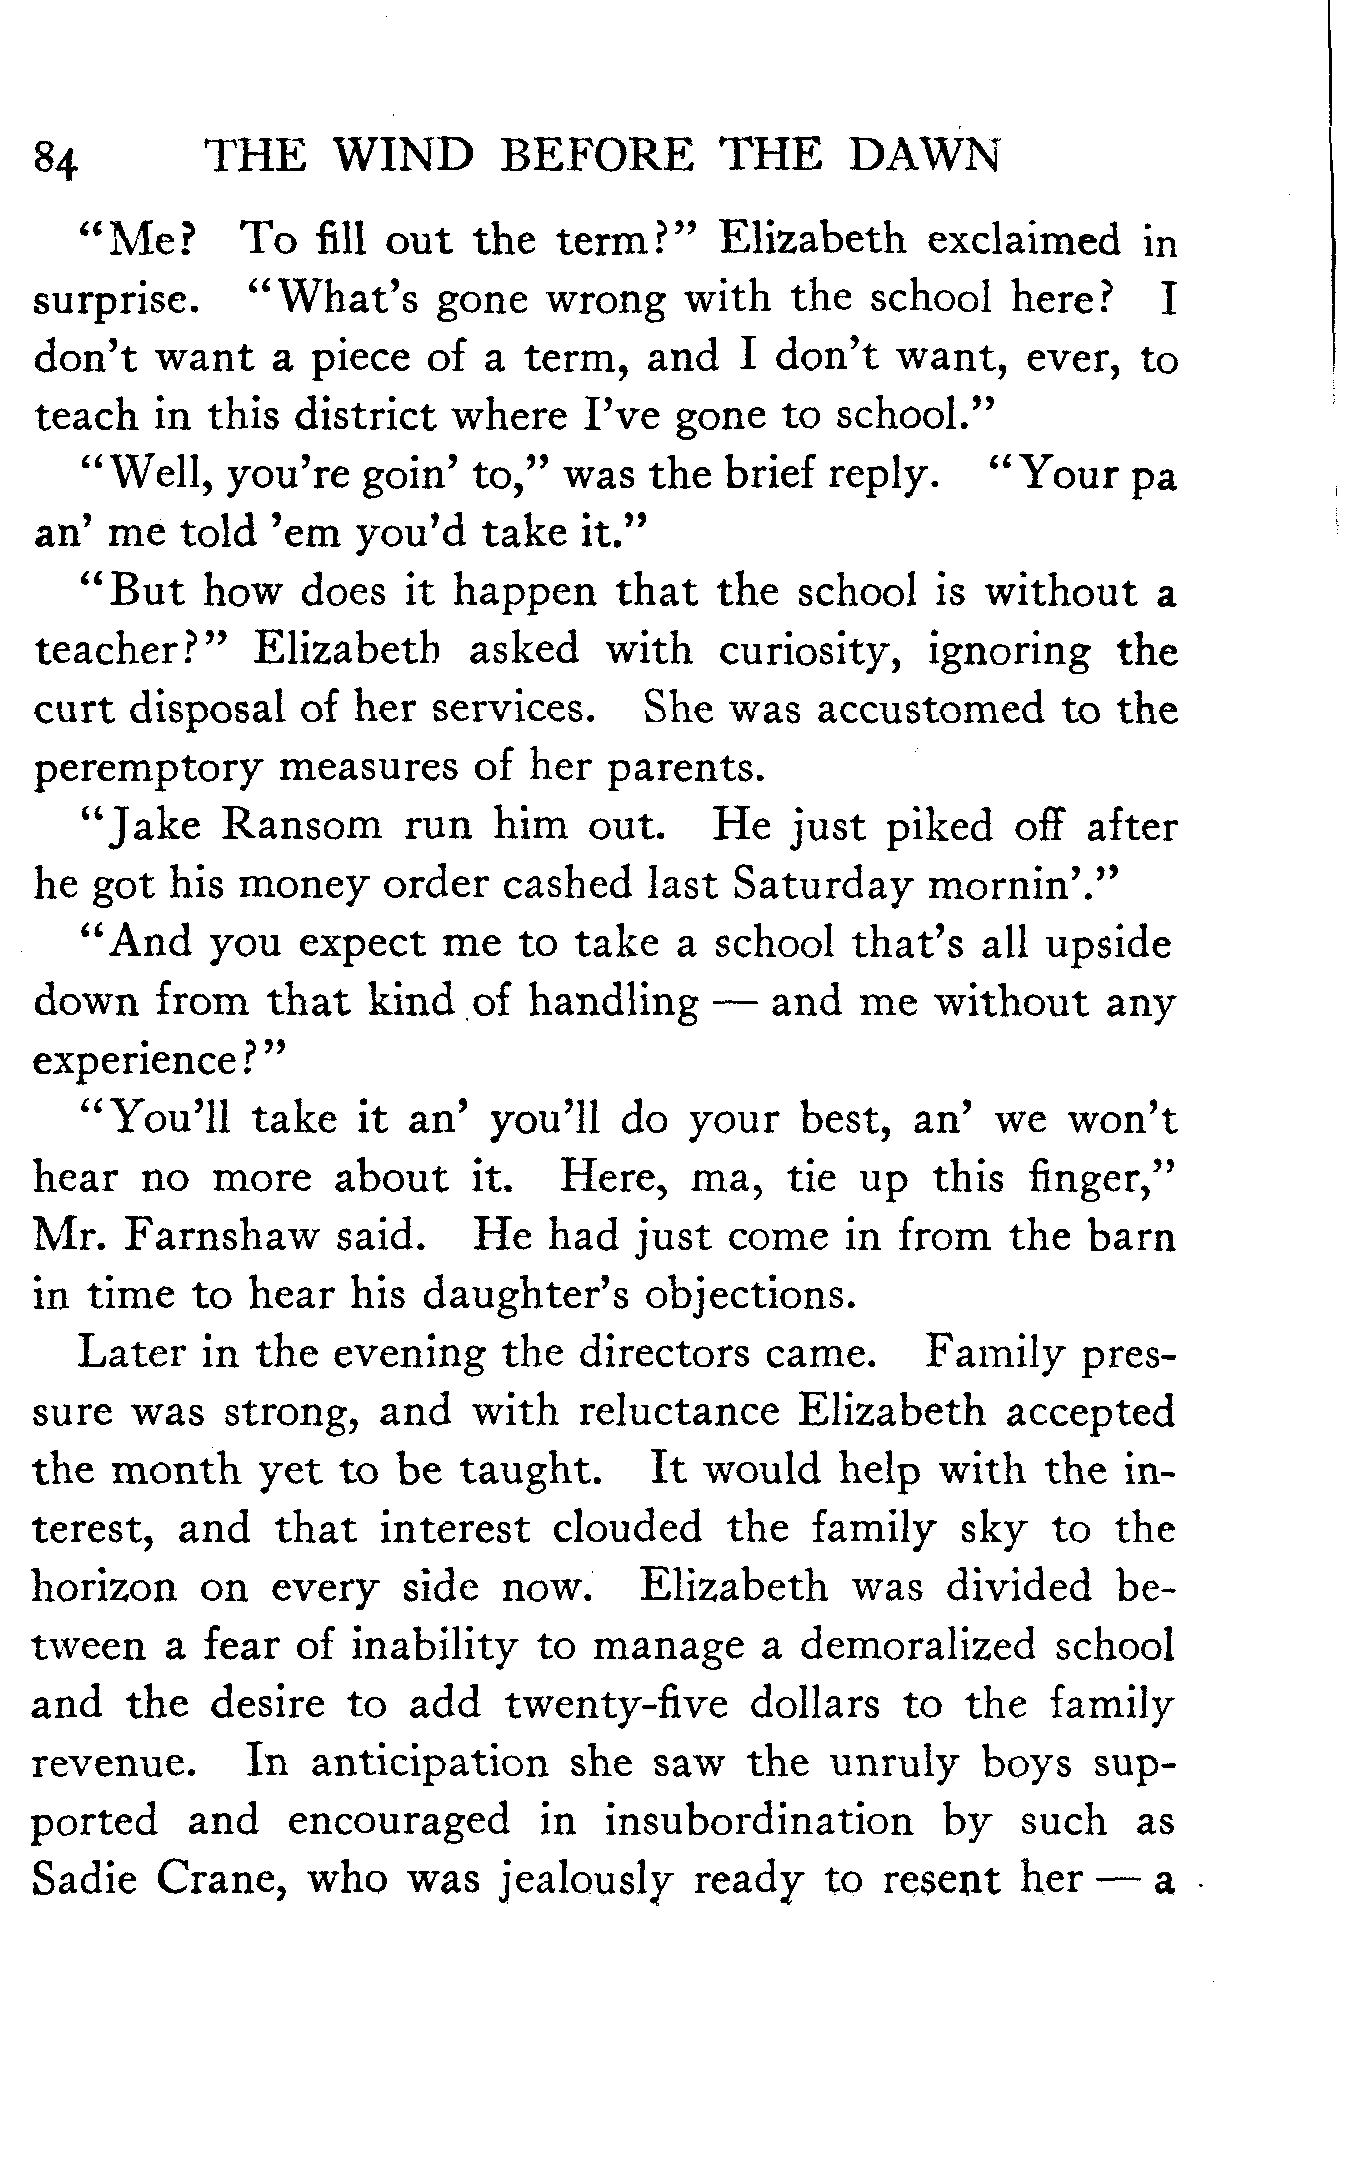 84 THE WIND BEFORE THE DAWN
"Me? To fill out the term?" Elizabeth exclaimed in
surprise. "What's gone wrong with the school here? I
don't want a piece of a term, and I don't want, ever, to
teach in this district where I've gone to school."
"Well, you're goin' to," was the brief reply. "Your pa
an' me told 'em you'd take it."
"But how does it happen that the school is without a
teacher?" Elizabeth asked with curiosity, ignoring the
curt disposal of her services. She was accustomed to the
peremptory measures of her parents.
"Jake Ransom run him out. He just piked off after
he got his money order cashed last Saturday mornin'."
"And you expect me to take a school that's all upside
down from that kind of handling — and me without any
experience?"
"You'll take it an' you'll do your best, an' we won't
hear no more about it. Here, ma, tie up this finger,"
Mr. Farnshaw said. He had just come in from the barn
in time to hear his daughter's objections.
Later in the evening the directors came. Family pres-
sure was strong, and with reluctance Elizabeth accepted
the month yet to be taught. It would help with the in-
terest, and that interest clouded the family sky to the
horizon on every side now. Elizabeth was divided be-
tween a fear of inability to manage a demoralized school
and the desire to add twenty-five dollars to the family
revenue. In anticipation she saw the unruly boys sup-
ported and encouraged in insubordination by such as
Sadie Crane, who was jealously ready to resent her — a